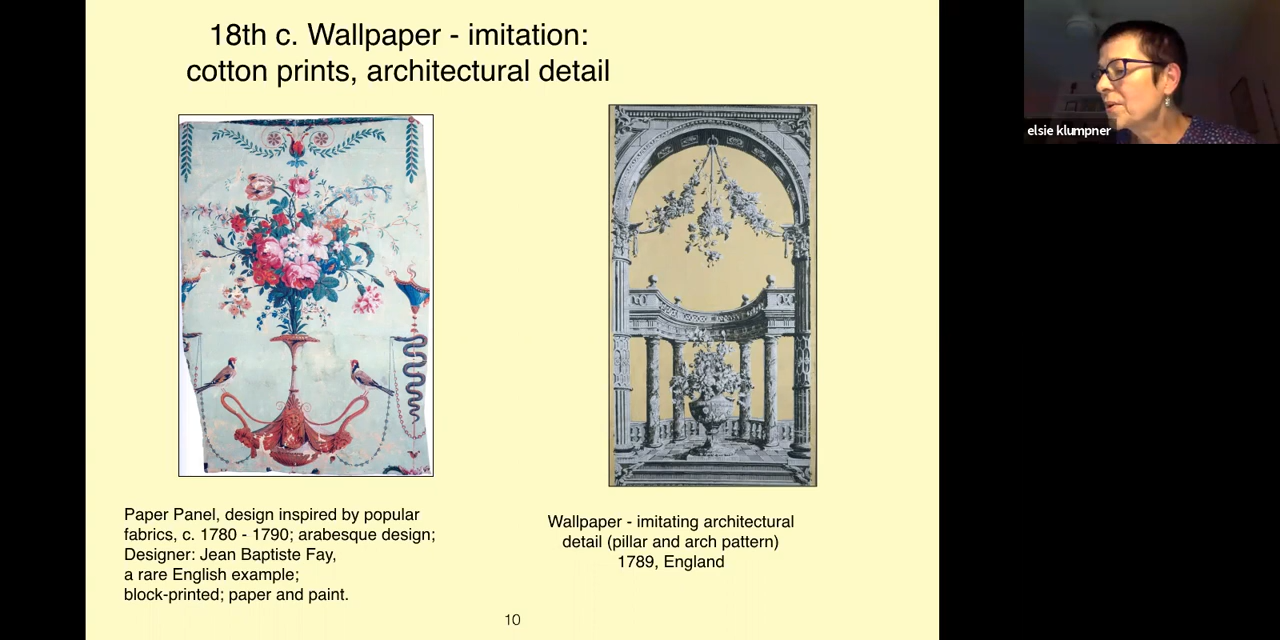 18th c. Wallpaper - imitation:
cotton prints, architectural detail
elsie klumpner
Paper Panel, design inspired by popular
fabrics, c. 1780 - 1790; arabesque design;
Designer: Jean Baptiste Fay,
a rare English example;
block-printed; paper and paint.
Wallpaper - imitating architectural
detail (pillar and arch pattern)
1789, England
10